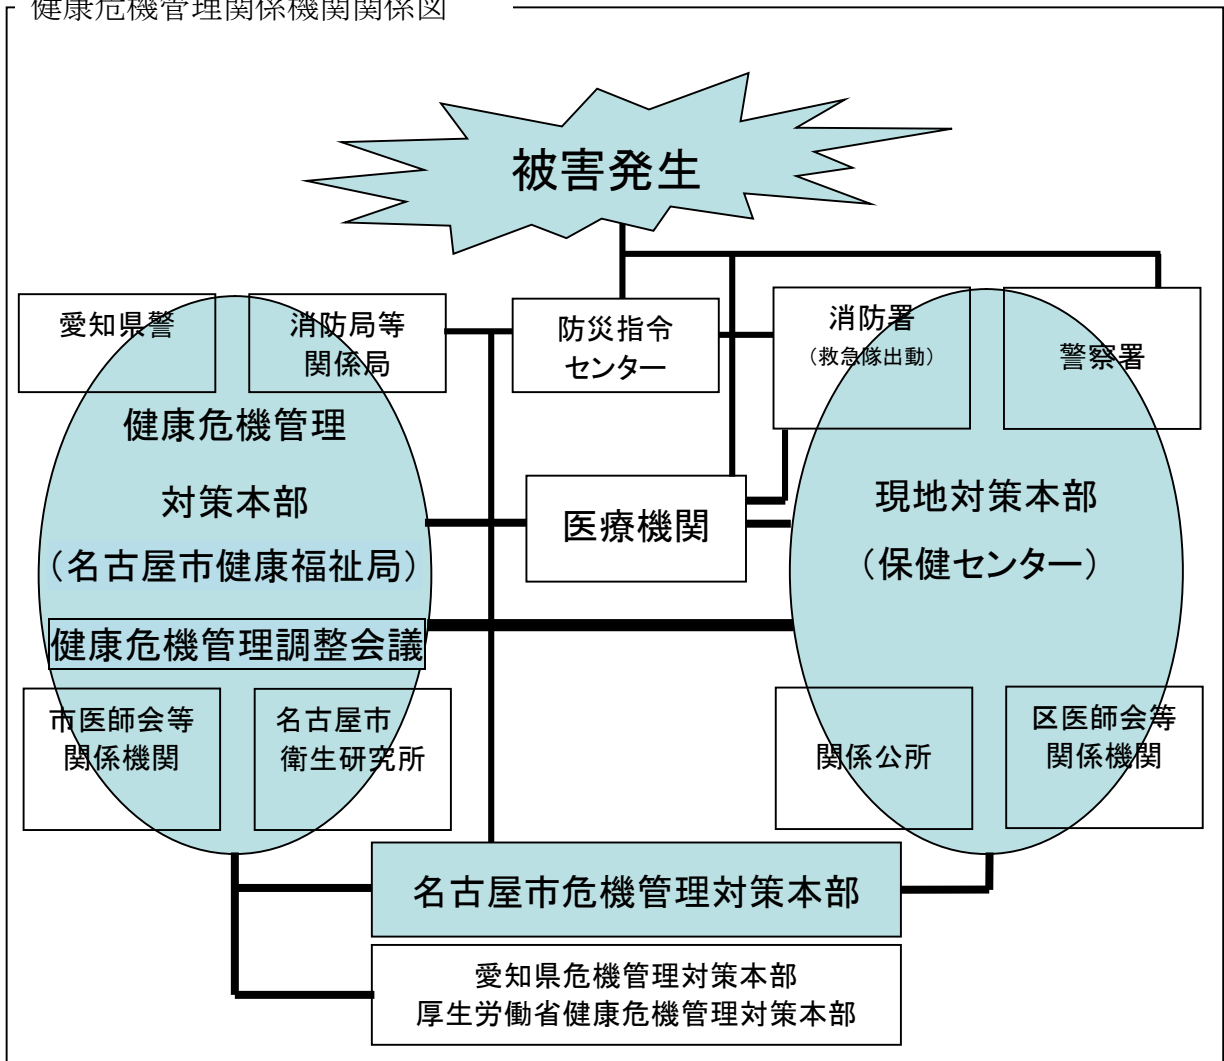 健康危機管理関係機関関係図
被害発生
愛知県警
消防局等
関係局
防災指令
センター
消防署
（救急隊出動）
警察署
健康危機管理
対策本部
（名古屋市健康福祉局）
健康危機管理調整会議
医療機関
現地対策本部
（保健センター）
市医師会等
関係機関
名古屋市
衛生研究所
関係公所
区医師会等
関係機関
名古屋市危機管理対策本部
愛知県危機管理対策本部
厚生労働省健康危機管理対策本部